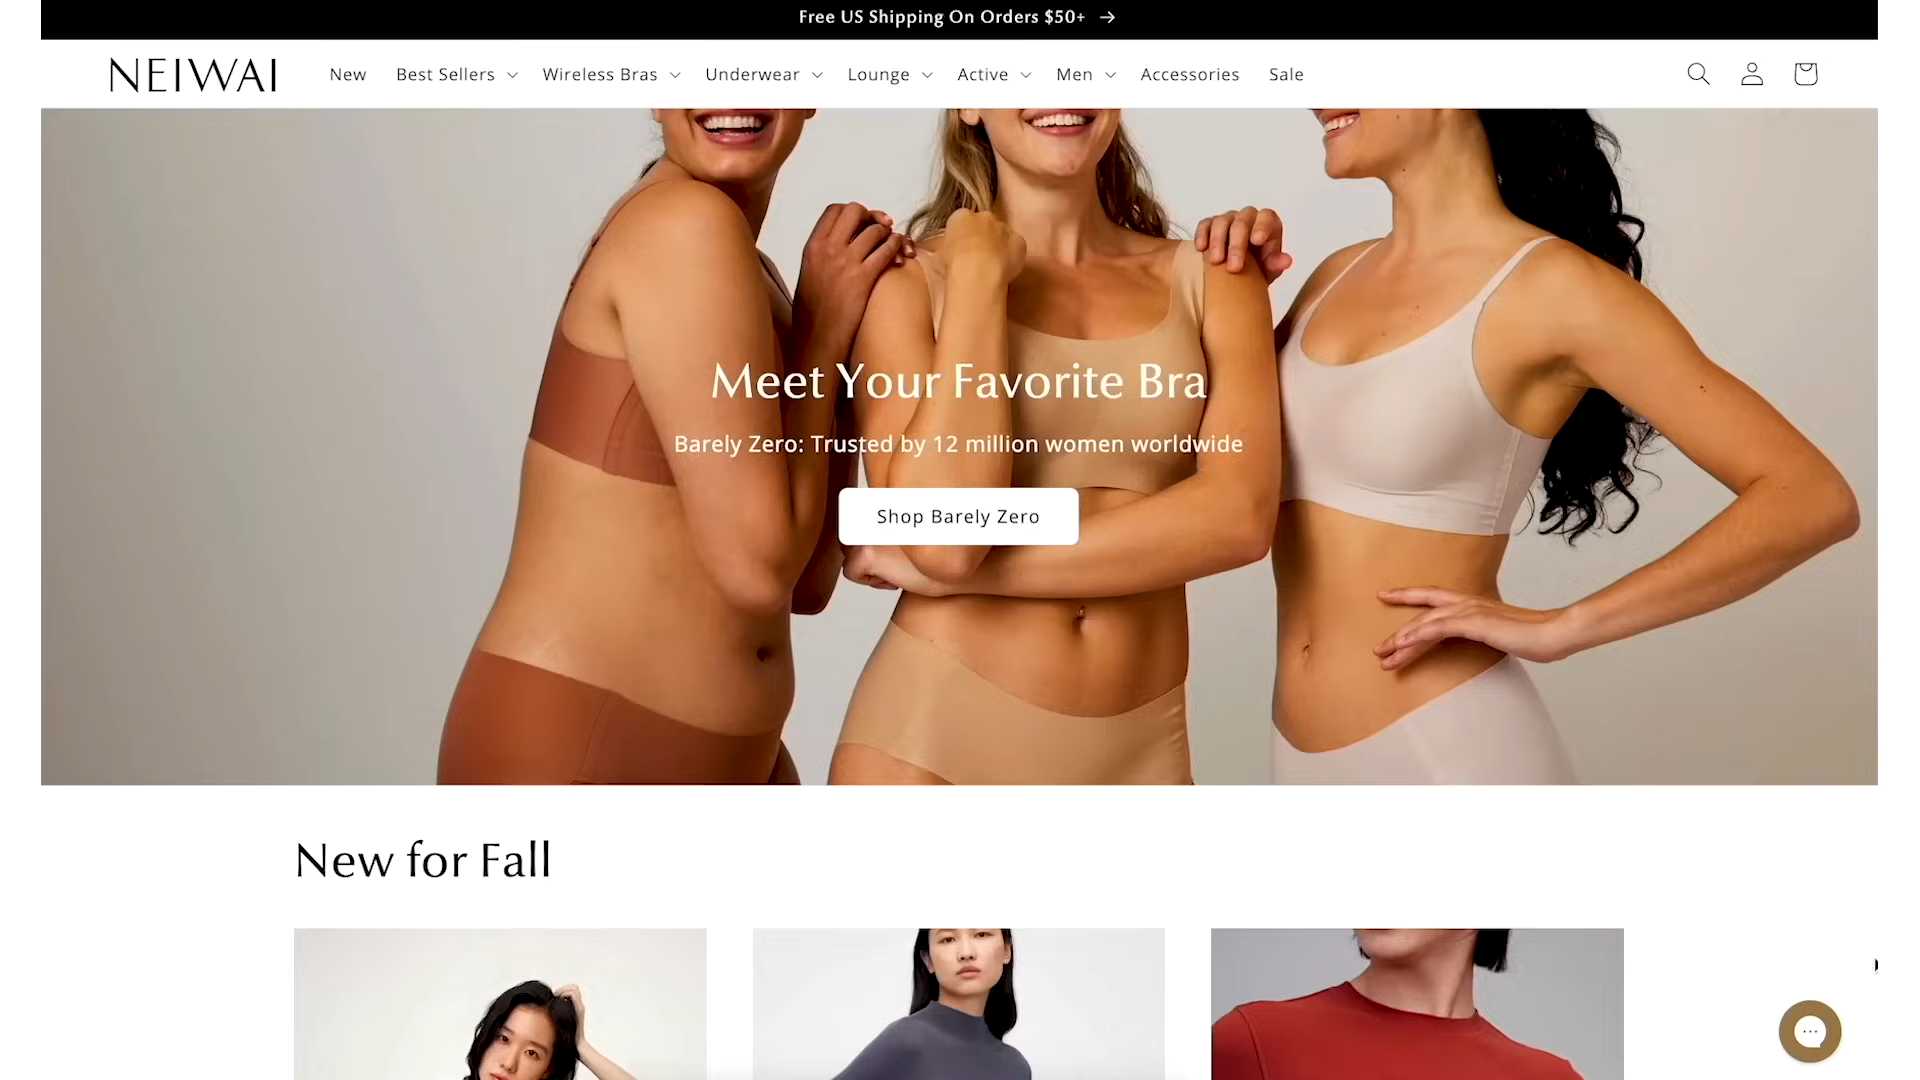 Free US Shipping On Orders $50+
NEIWAI
New
Best Sellers
Wireless Bras
Underwear
Lounge
Active
Men
Accessories
Sale
Meet Your Favorite Bra
Barely Zero: Trusted by 12 million women worldwide
Shop Barely Zero
New for Fall